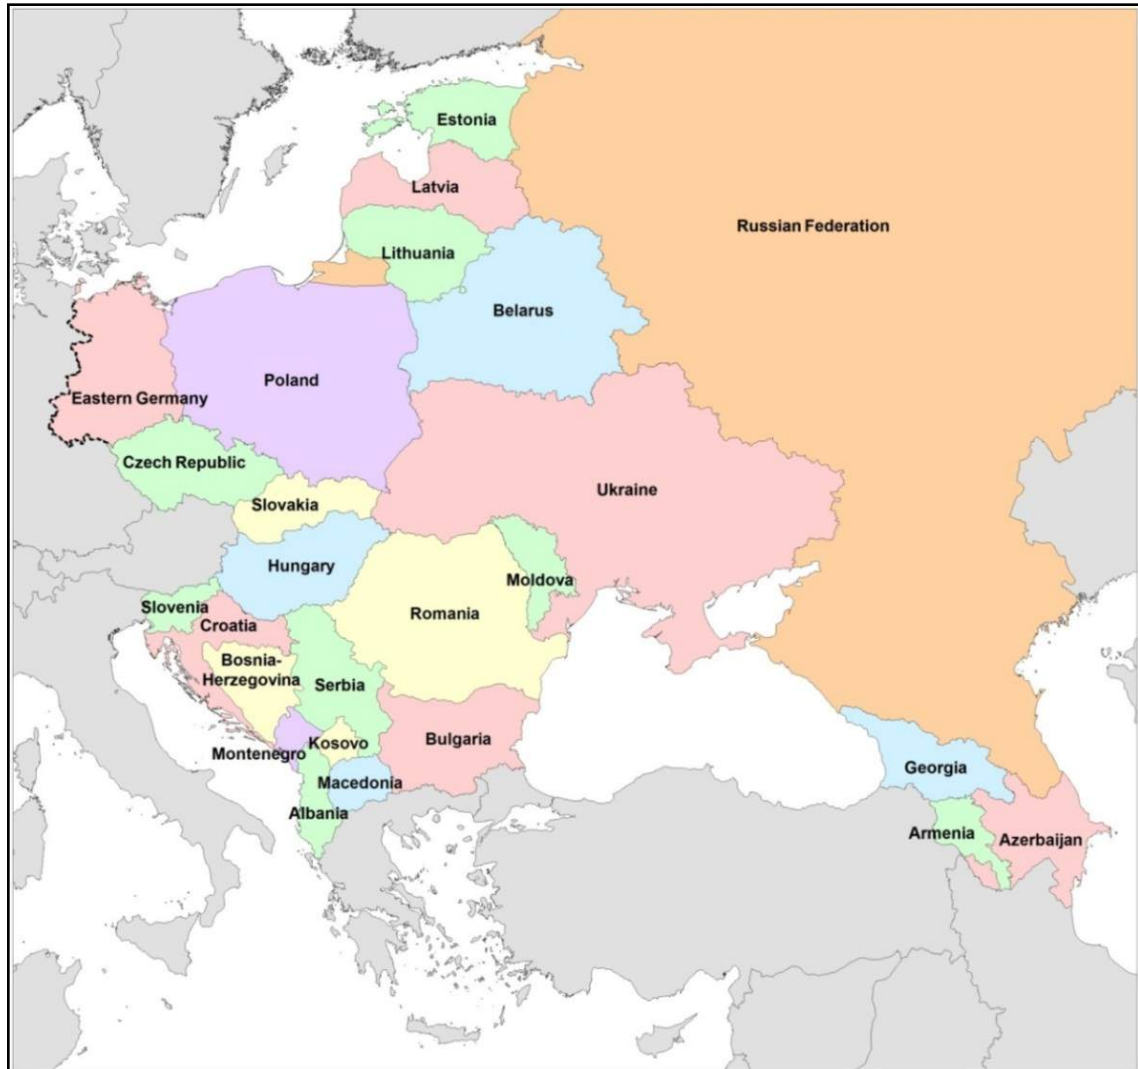 Estonia
Latvia
Russian Federation
Lithuania
Belarus
Poland
Eastern Germany
Czech Republic
Ukraine
Slovakia
Hungary
Moldova
Slovenia
Romania
Croatia
Bosnia-
Herzegovina
Serbia
Bulgaria
Kosovo
Montenegro
Georgia
Macedonia
Albania
Armenia
Azerbaijan